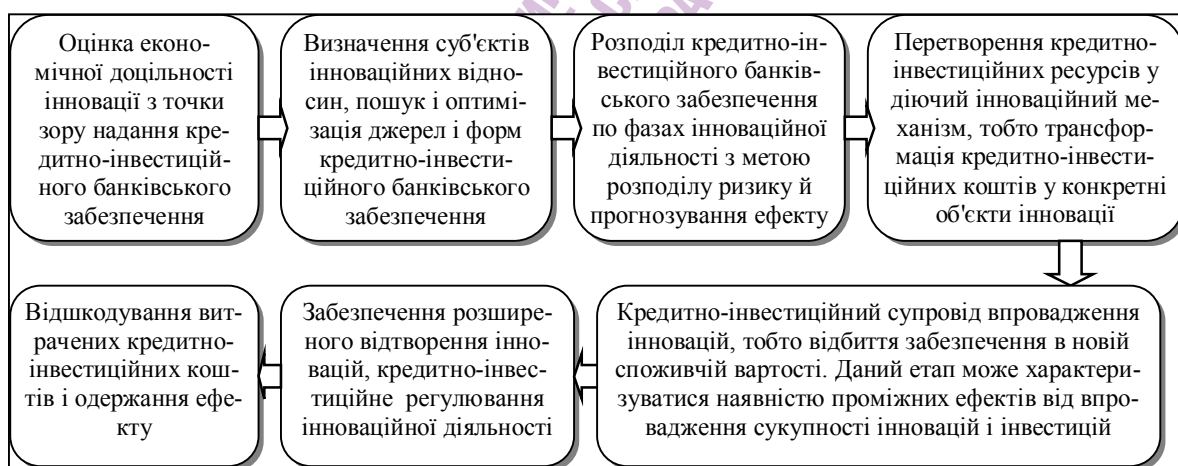 Оцінка еконо-
мічної доцільності
інновації з точки
зору надання кре-
дитно-інвестицій-
ного банківського
забезпечення
Визначення суб'єктів
інноваційних відно-
син, пошук і оптимі-
зація джерел і форм
кредитно-інвести-
ційного банківського
забезпечення
Розподіл кредитно-ін-
вестиційного банків-
ського забезпечення
по фазах інноваційної
діяльності з метою
розподілу ризику й
прогнозування ефекту
Перетворення кредитно-
інвестиційних ресурсів у
діючий інноваційний ме-
ханізм, тобто трансфор-
мація кредитно-інвести-
ційних коштів у конкретні
об'єкти інновації
Кредитно-інвестиційний супровід впровадження
інновацій, тобто відбиття забезпечення в новій
споживчій вартості. Даний етап може характери-
зуватися наявністю проміжних ефектів від впро-
вадження сукупності інновацій і інвестицій
Забезпечення розшире-
ного відтворення інно-
вацій, кредитно-інвес-
тиційне регулювання
інноваційної діяльності
Відшкодування вит-
рачених кредитно-
інвестиційних кош-
тів і одержання ефе-
кту